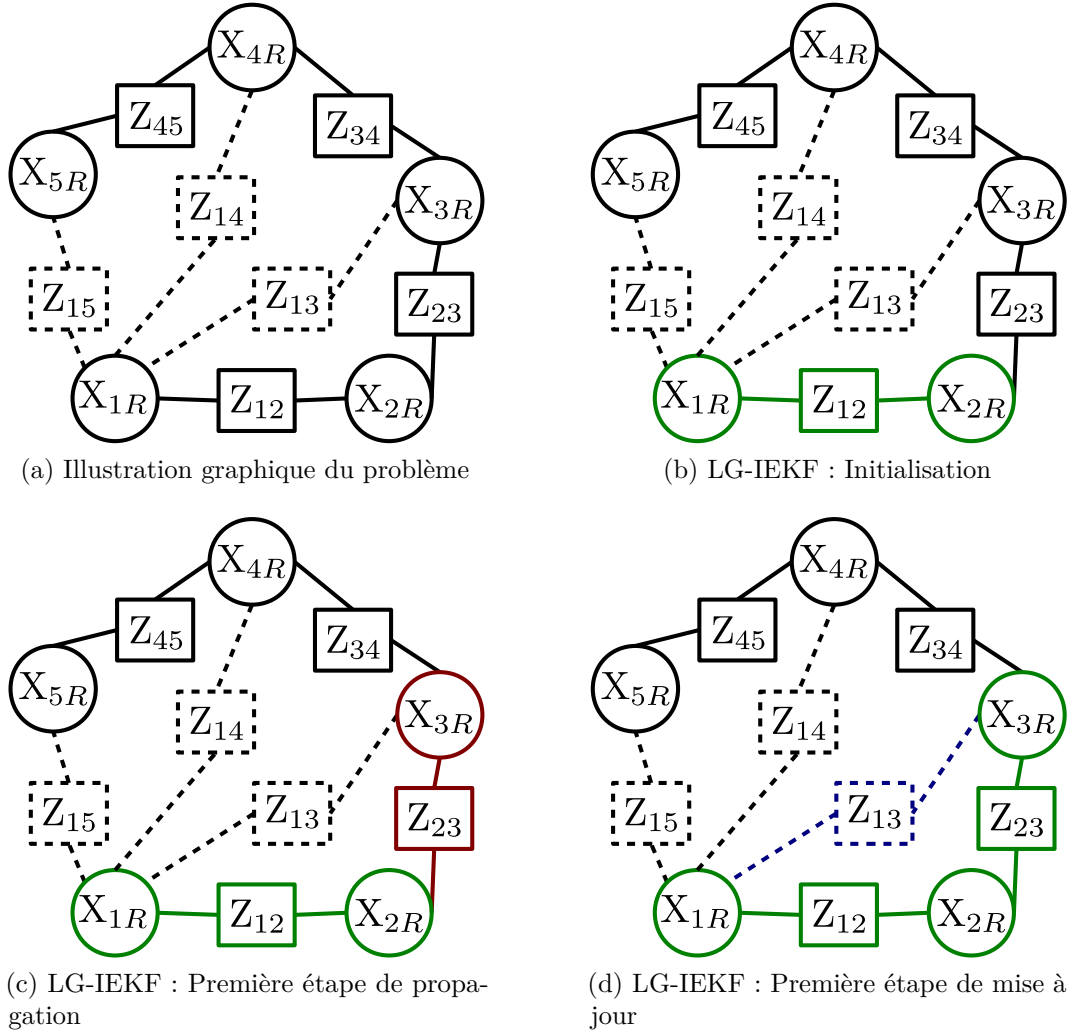 X4R
Z45
Z34
X5R
Z14
X3R
Z15
Z13
Z23
X1R
Z12
X2R
(a) Illustration graphique du problème
X4R
Z45
Z34
X5R
Z14
X3R
Z15
Z13
Z23
X1R
Z12
X2R
(b) LG-IEKF : Initialisation
X4R
Z45
Z34
X5R
Z14
X3R
Z15
Z13
Z23
X1R
Z12
X2R
(c) LG-IEKF : Première étape de propa-
gation
X4R
Z45
Z34
X5R
Z14
X3R
Z15
Z13
Z23
X1R
Z12
X2R
(d) LG-IEKF : Première étape de mise à
jour